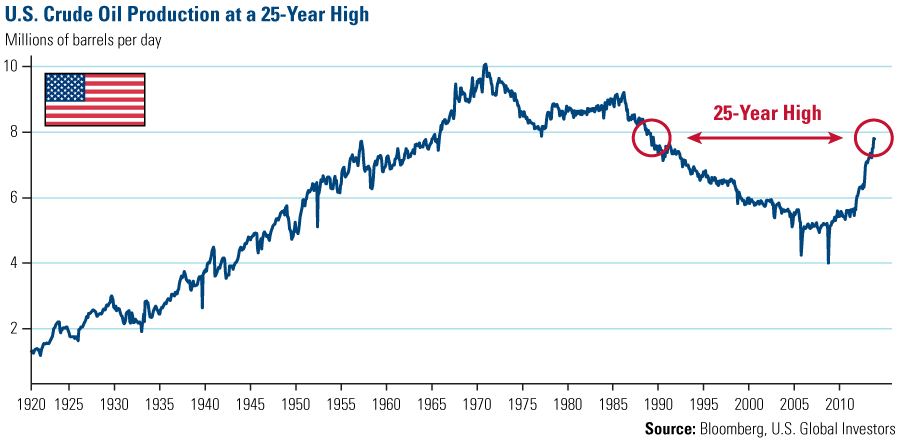 U.S. Crude Oil Production at a 25-Year High
Millions of barrels per day
10
8
6
4
2
25-Year High
1920 1925 1930 1935 1940 1945 1950 1955 1960 1965 1970 1975 1980 1985 1990 1995 2000 2005 2010
Source: Bloomberg, U.S. Global Investors